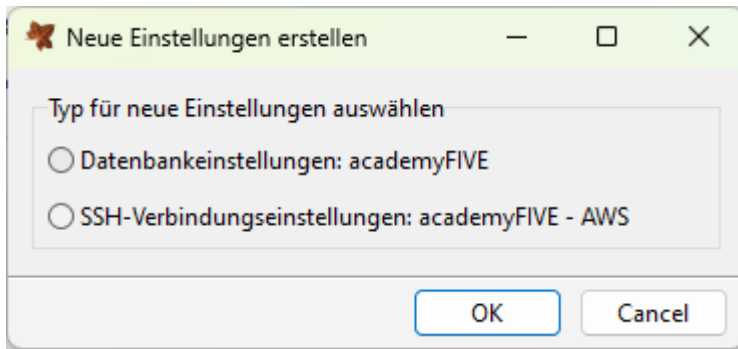 Neue Einstellungen erstellen
Typ für neue Einstellungen auswählen
Datenbankeinstellungen: academyFIVE
SSH-Verbindungseinstellungen: academyFIVE - AWS
OK Cancel